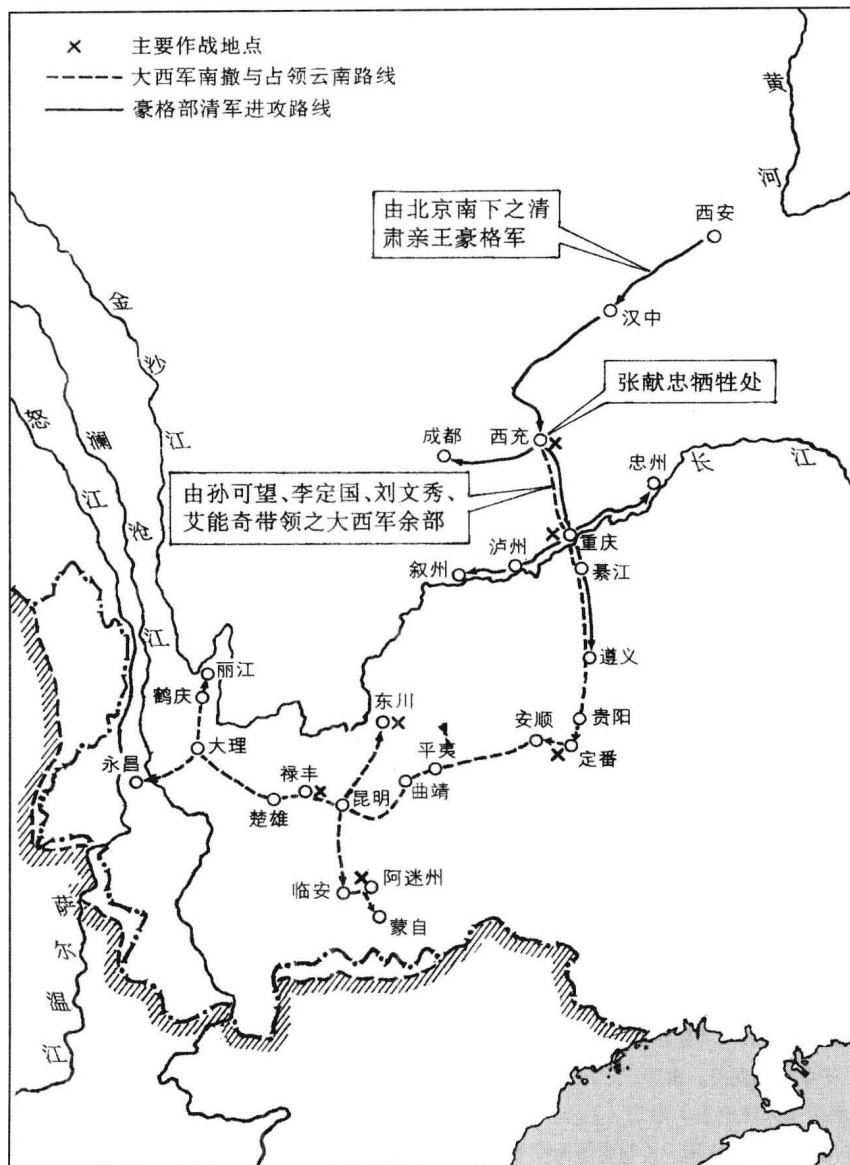 主要作战地点
大西军南撤与占领云南路线
豪格部清军进攻路线
黄河
由北京南下之清
肃亲王豪格军
西安
汉中
金沙江
张献忠牺牲处
怒江
澜沧江
成都
西充
忠州
长江
由孙可望、李定国、刘文秀、
艾能奇带领之大西军余部
重庆
泸州
叙州
綦江
遵义
丽江
鹤庆
东川
安顺
贵阳
定番
大理
平夷
永昌
禄丰
昆明
曲靖
楚雄
临安
阿迷州
蒙自
萨尔温江